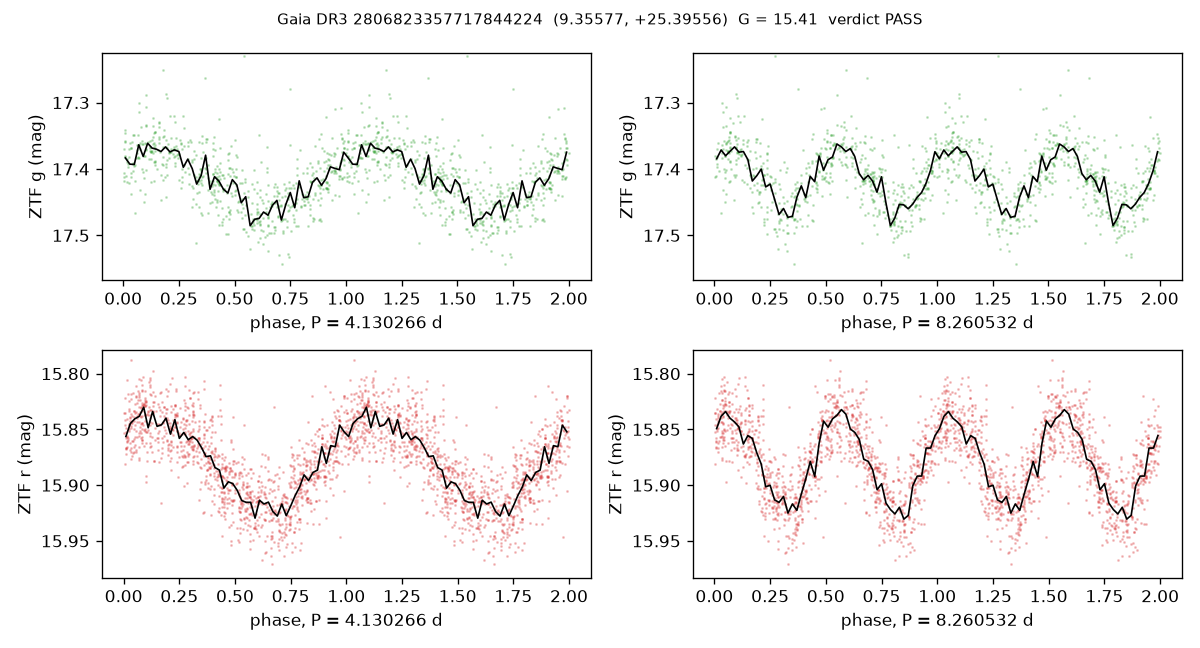 Gaia DR3 2806823357717844224  (9.35577, +25.39556)  G = 15.41  verdict PASS
ZTF g (mag)
17.3
17.4
17.5
0.00 0.25 0.50 0.75 1.00 1.25 1.50 1.75 2.00
phase, P = 4.130266 d
ZTF g (mag)
17.3
17.4
17.5
0.00 0.25 0.50 0.75 1.00 1.25 1.50 1.75 2.00
phase, P = 8.260532 d
ZTF r (mag)
15.80
15.85
15.90
15.95
0.00 0.25 0.50 0.75 1.00 1.25 1.50 1.75 2.00
phase, P = 4.130266 d
ZTF r (mag)
15.80
15.85
15.90
15.95
0.00 0.25 0.50 0.75 1.00 1.25 1.50 1.75 2.00
phase, P = 8.260532 d